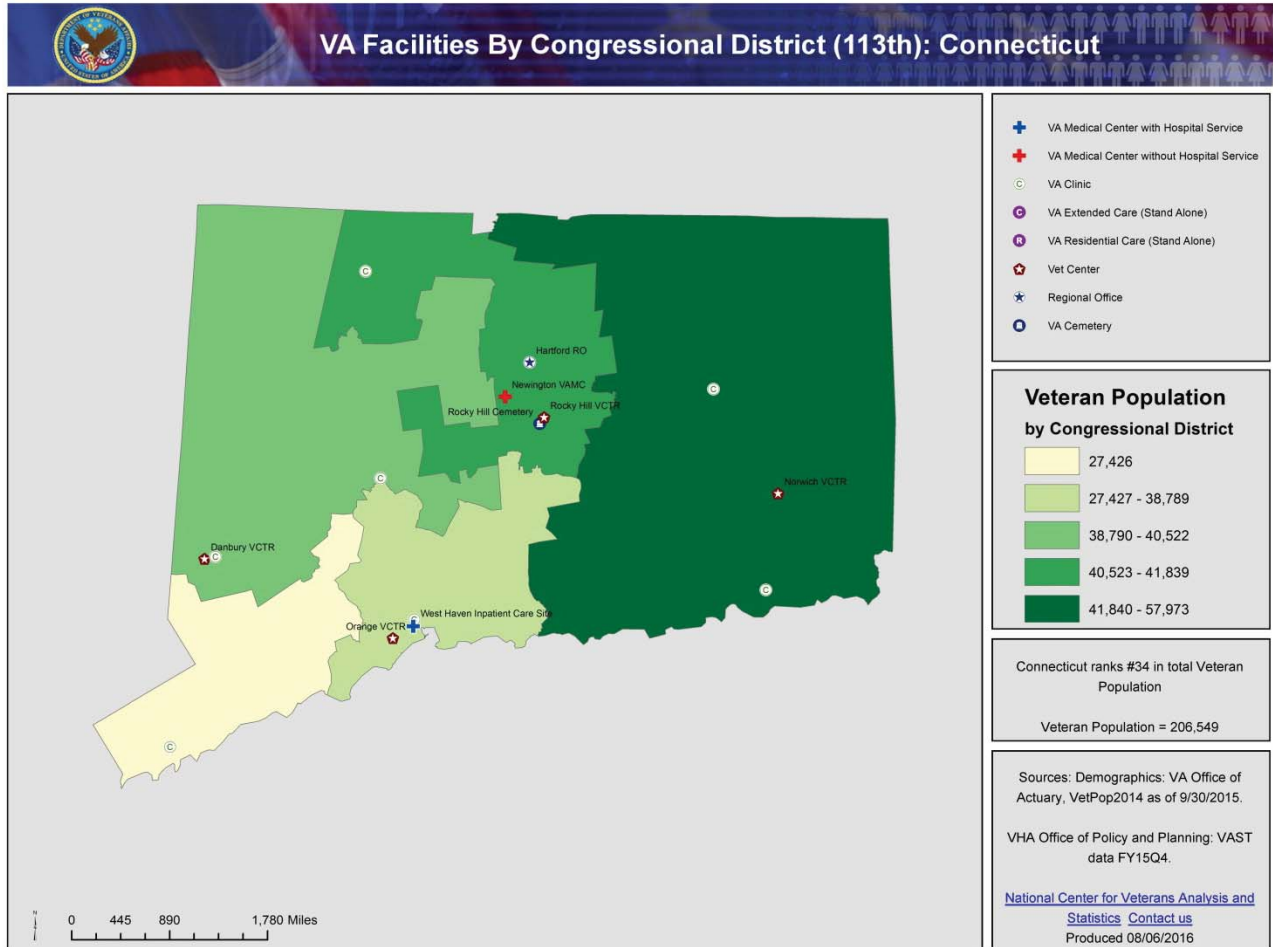 VA Facilities By Congressional District (113th): Connecticut
VA Medical Center with Hospital Service
VA Medical Center without Hospital Service
C
VA Clinic
C
VA Extended Care (Stand Alone)
R
VA Residential Care (Stand Alone)
Vet Center
Regional Office
VA Cemetery
C
Hartford RO
Newington VAMC
C
Rocky Hill Cemetery
Rocky Hill VCTR
C
Norwich VCTR
Danbury VCTR
C
C
West Haven Inpatient Care Site
Orange VCTR
C
Veteran Population
by Congressional District
27,426
27,427 - 38,789
38,790 - 40,522
40,523 - 41,839
41,840 - 57,973
Connecticut ranks #34 in total Veteran
Population
Veteran Population = 206,549
Sources: Demographics: VA Office of
Actuary, VetPop2014 as of 9/30/2015.
VHA Office of Policy and Planning: VAST
data FY15Q4.
National Center for Veterans Analysis and
Statistics Contact us
Produced 08/06/2016
N
0 445 890 1,780 Miles